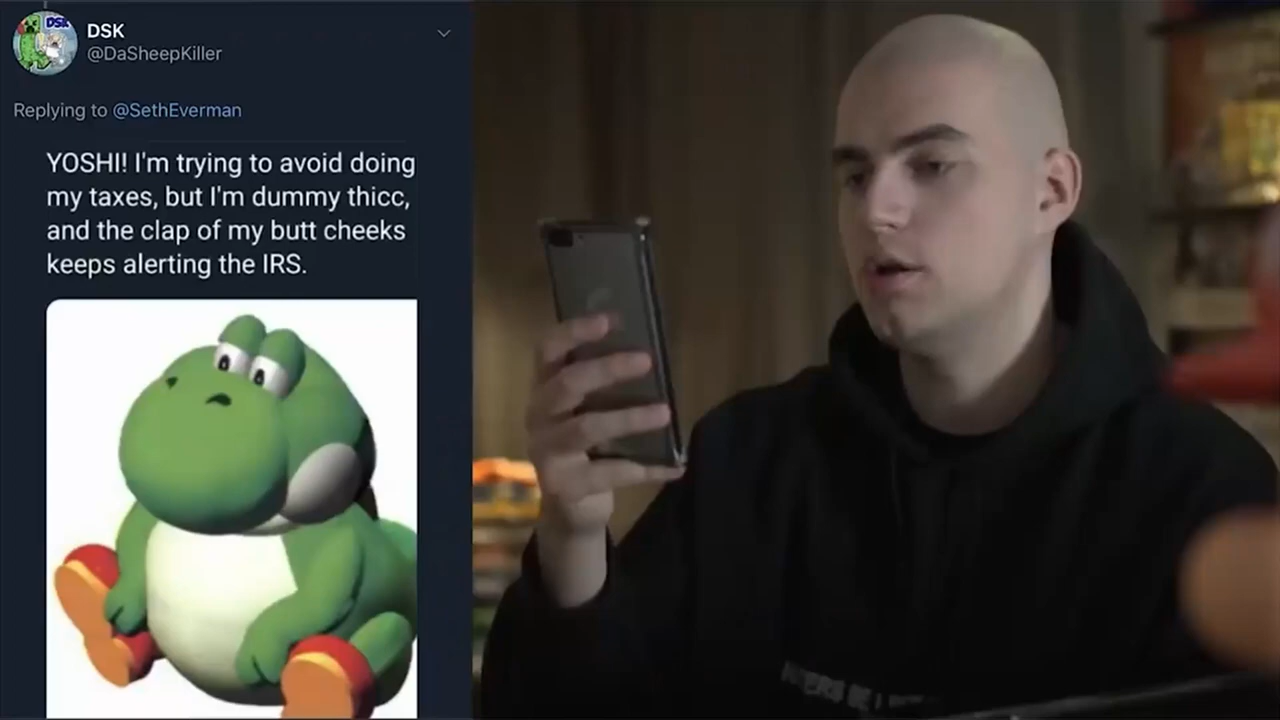 DSK
DSK
@DaSheepKiller
Replying to @SethEverman
YOSHI! I'm trying to avoid doing
my taxes, but I'm dummy thicc,
and the clap of my butt cheeks
keeps alerting the IRS.